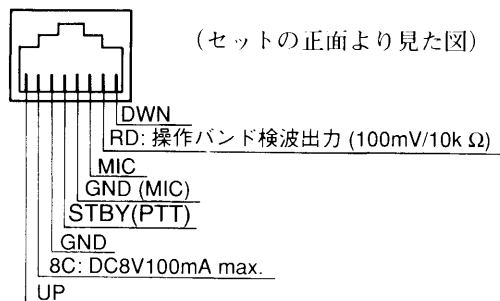 (セットの正面より見た図)
DWN
RD: 操作バンド検波出力 (100mV/10k Ω)
MIC
GND (MIC)
STBY(PTT)
GND
8C: DC8V100mA max.
UP